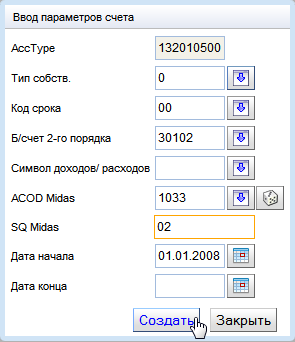 Ввод параметров счета
AccType 132010500
Тип собств. 0
Код срока 00
Б/счет 2-го порядка 30102
Символ доходов/ расходов
ACOD Midas 1033
SQ Midas 02
Дата начала 01.01.2008
Дата конца
Создать Закрыть